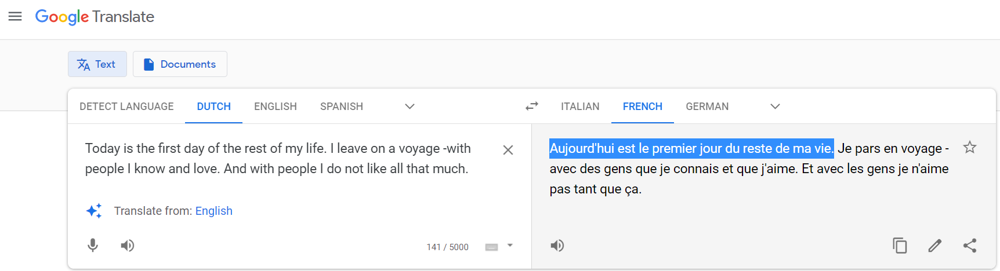 Google Translate
Text
Documents
DETECT LANGUAGE DUTCH ENGLISH SPANISH
ITALIAN FRENCH GERMAN
Today is the first day of the rest of my life. I leave on a voyage -with
people I know and love. And with people I do not like all that much.
Translate from: English
141 / 5000
Aujourd'hui est le premier jour du reste de ma vie. Je pars en voyage -
avec des gens que je connais et que j'aime. Et avec les gens je n'aime
pas tant que ça.